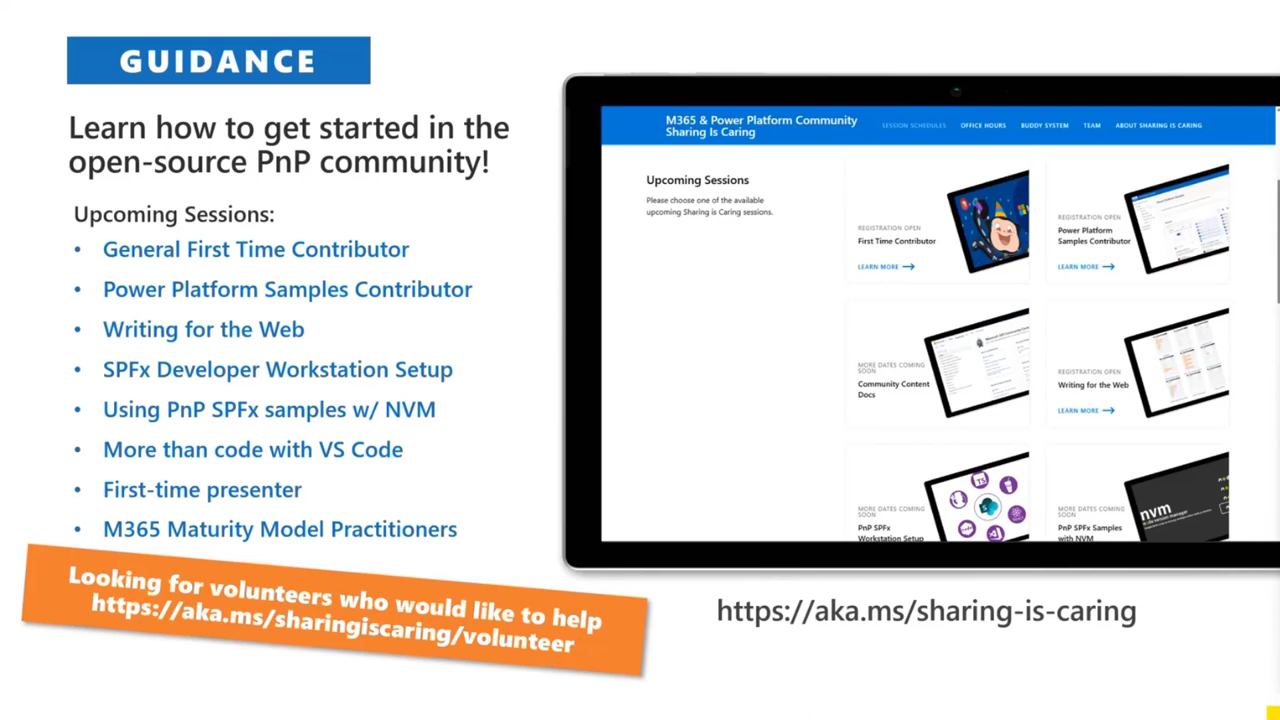 GUIDANCE
Learn how to get started in the
open-source PnP community!
Upcoming Sessions:
• General First Time Contributor
• Power Platform Samples Contributor
• Writing for the Web
• SPFx Developer Workstation Setup
• Using PnP SPFx samples w/ NVM
• More than code with VS Code
• First-time presenter
• M365 Maturity Model Practitioners
Looking for volunteers who would like to help
https://aka.ms/sharingiscaring/volunteer
M365 & Power Platform Community
Sharing Is Caring
SESSION SCHEDULES OFFICE HOURS BUDDY SYSTEM TEAM ABOUT SHARING IS CARING
Upcoming Sessions
Please choose one of the available
upcoming Sharing is Caring sessions.
REGISTRATION OPEN
First Time Contributor
LEARN MORE
REGISTRATION OPEN
Power Platform
Samples Contributor
LEARN MORE
MORE DATES COMING
SOON
Community Content
Docs
REGISTRATION OPEN
Writing for the Web
LEARN MORE
MORE DATES COMING
SOON
PnP SPFx
Workstation Setup
MORE DATES COMING
SOON
PnP SPFx Samples
with NVM
nvm
https://aka.ms/sharing-is-caring